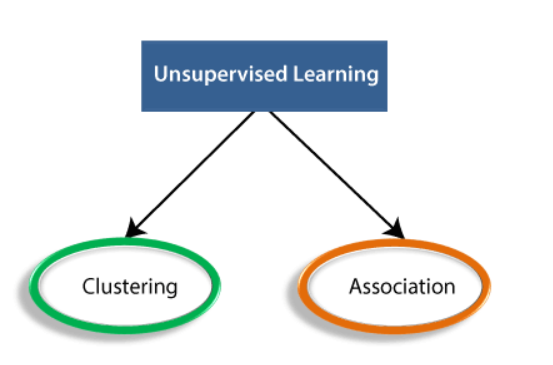 Unsupervised Learning
Clustering
Association